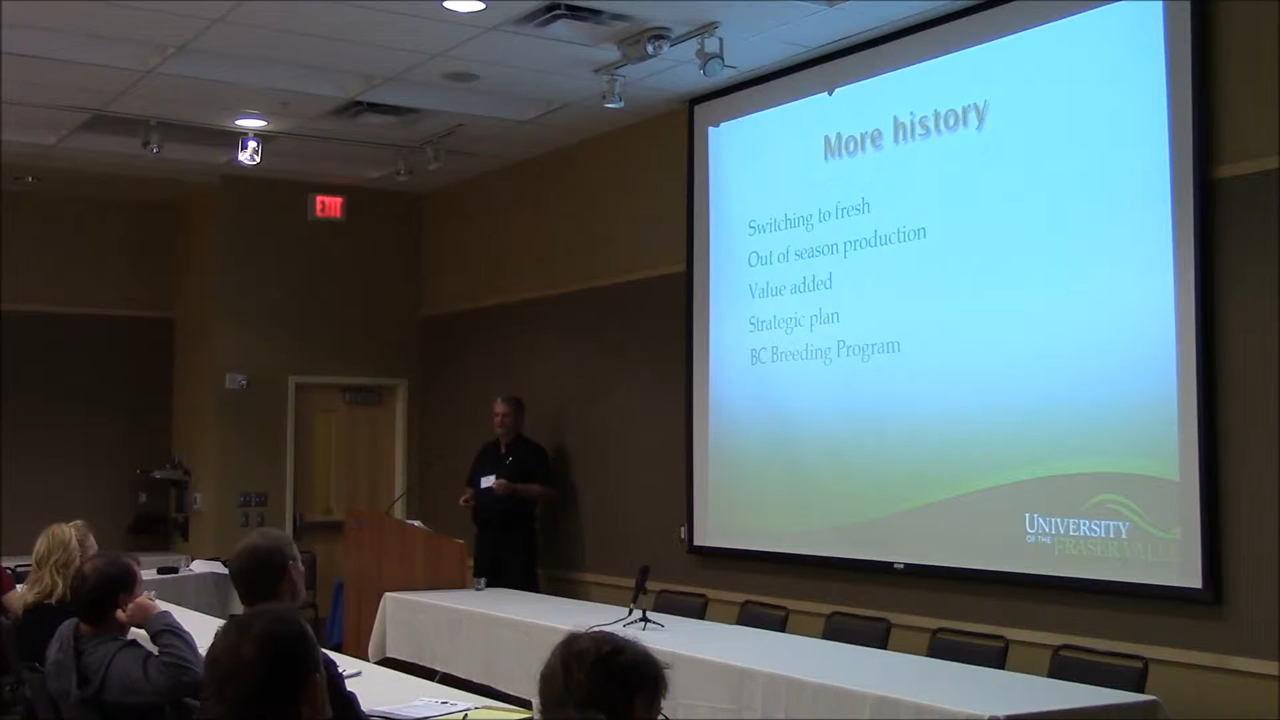 More history
Switching to fresh
Out of season production
Value added
Strategic plan
BC Breeding Program
EXIT
UNIVERSITY
OF THE FRASER VALLEY